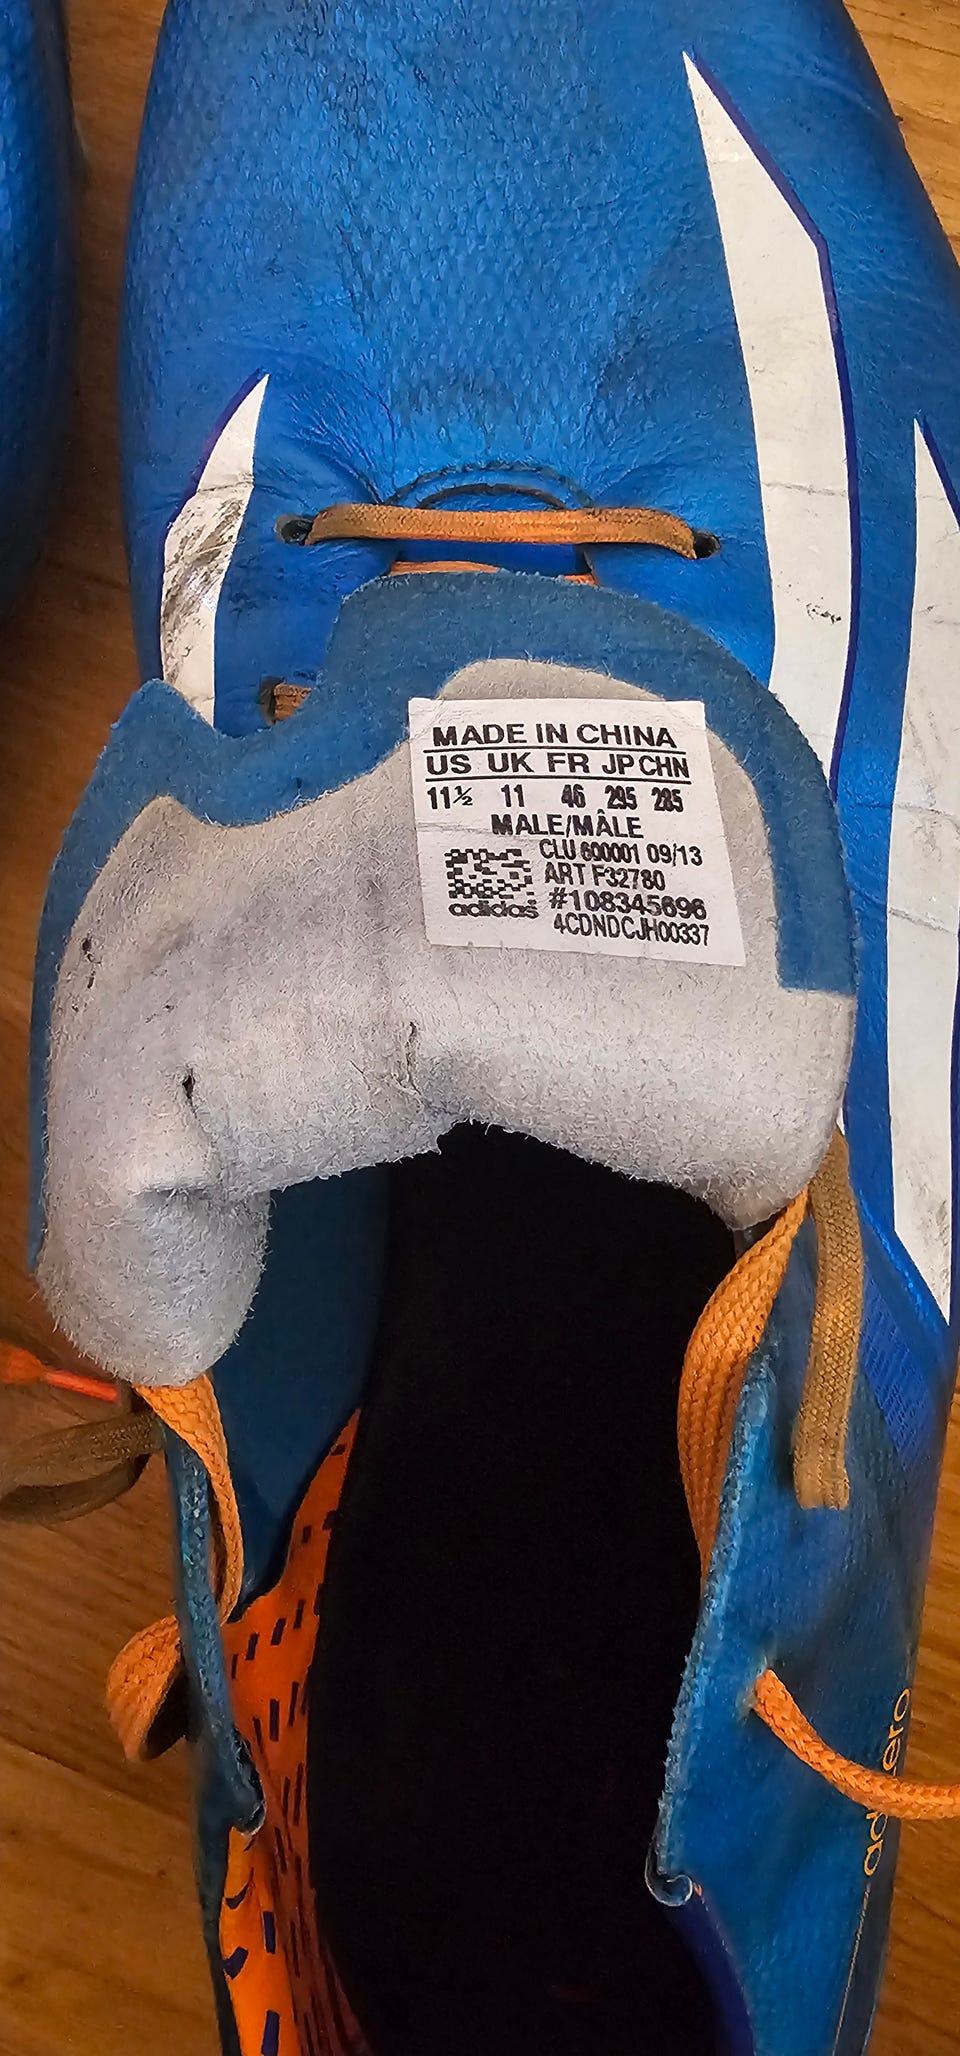 MADE IN CHINA
US UK FR JP CHN
11½ 11 46 295 285
MALE/MÂLE
CLU 600001 09/13
ART F32780
#108345696
adidas
4CDNDCJH00337